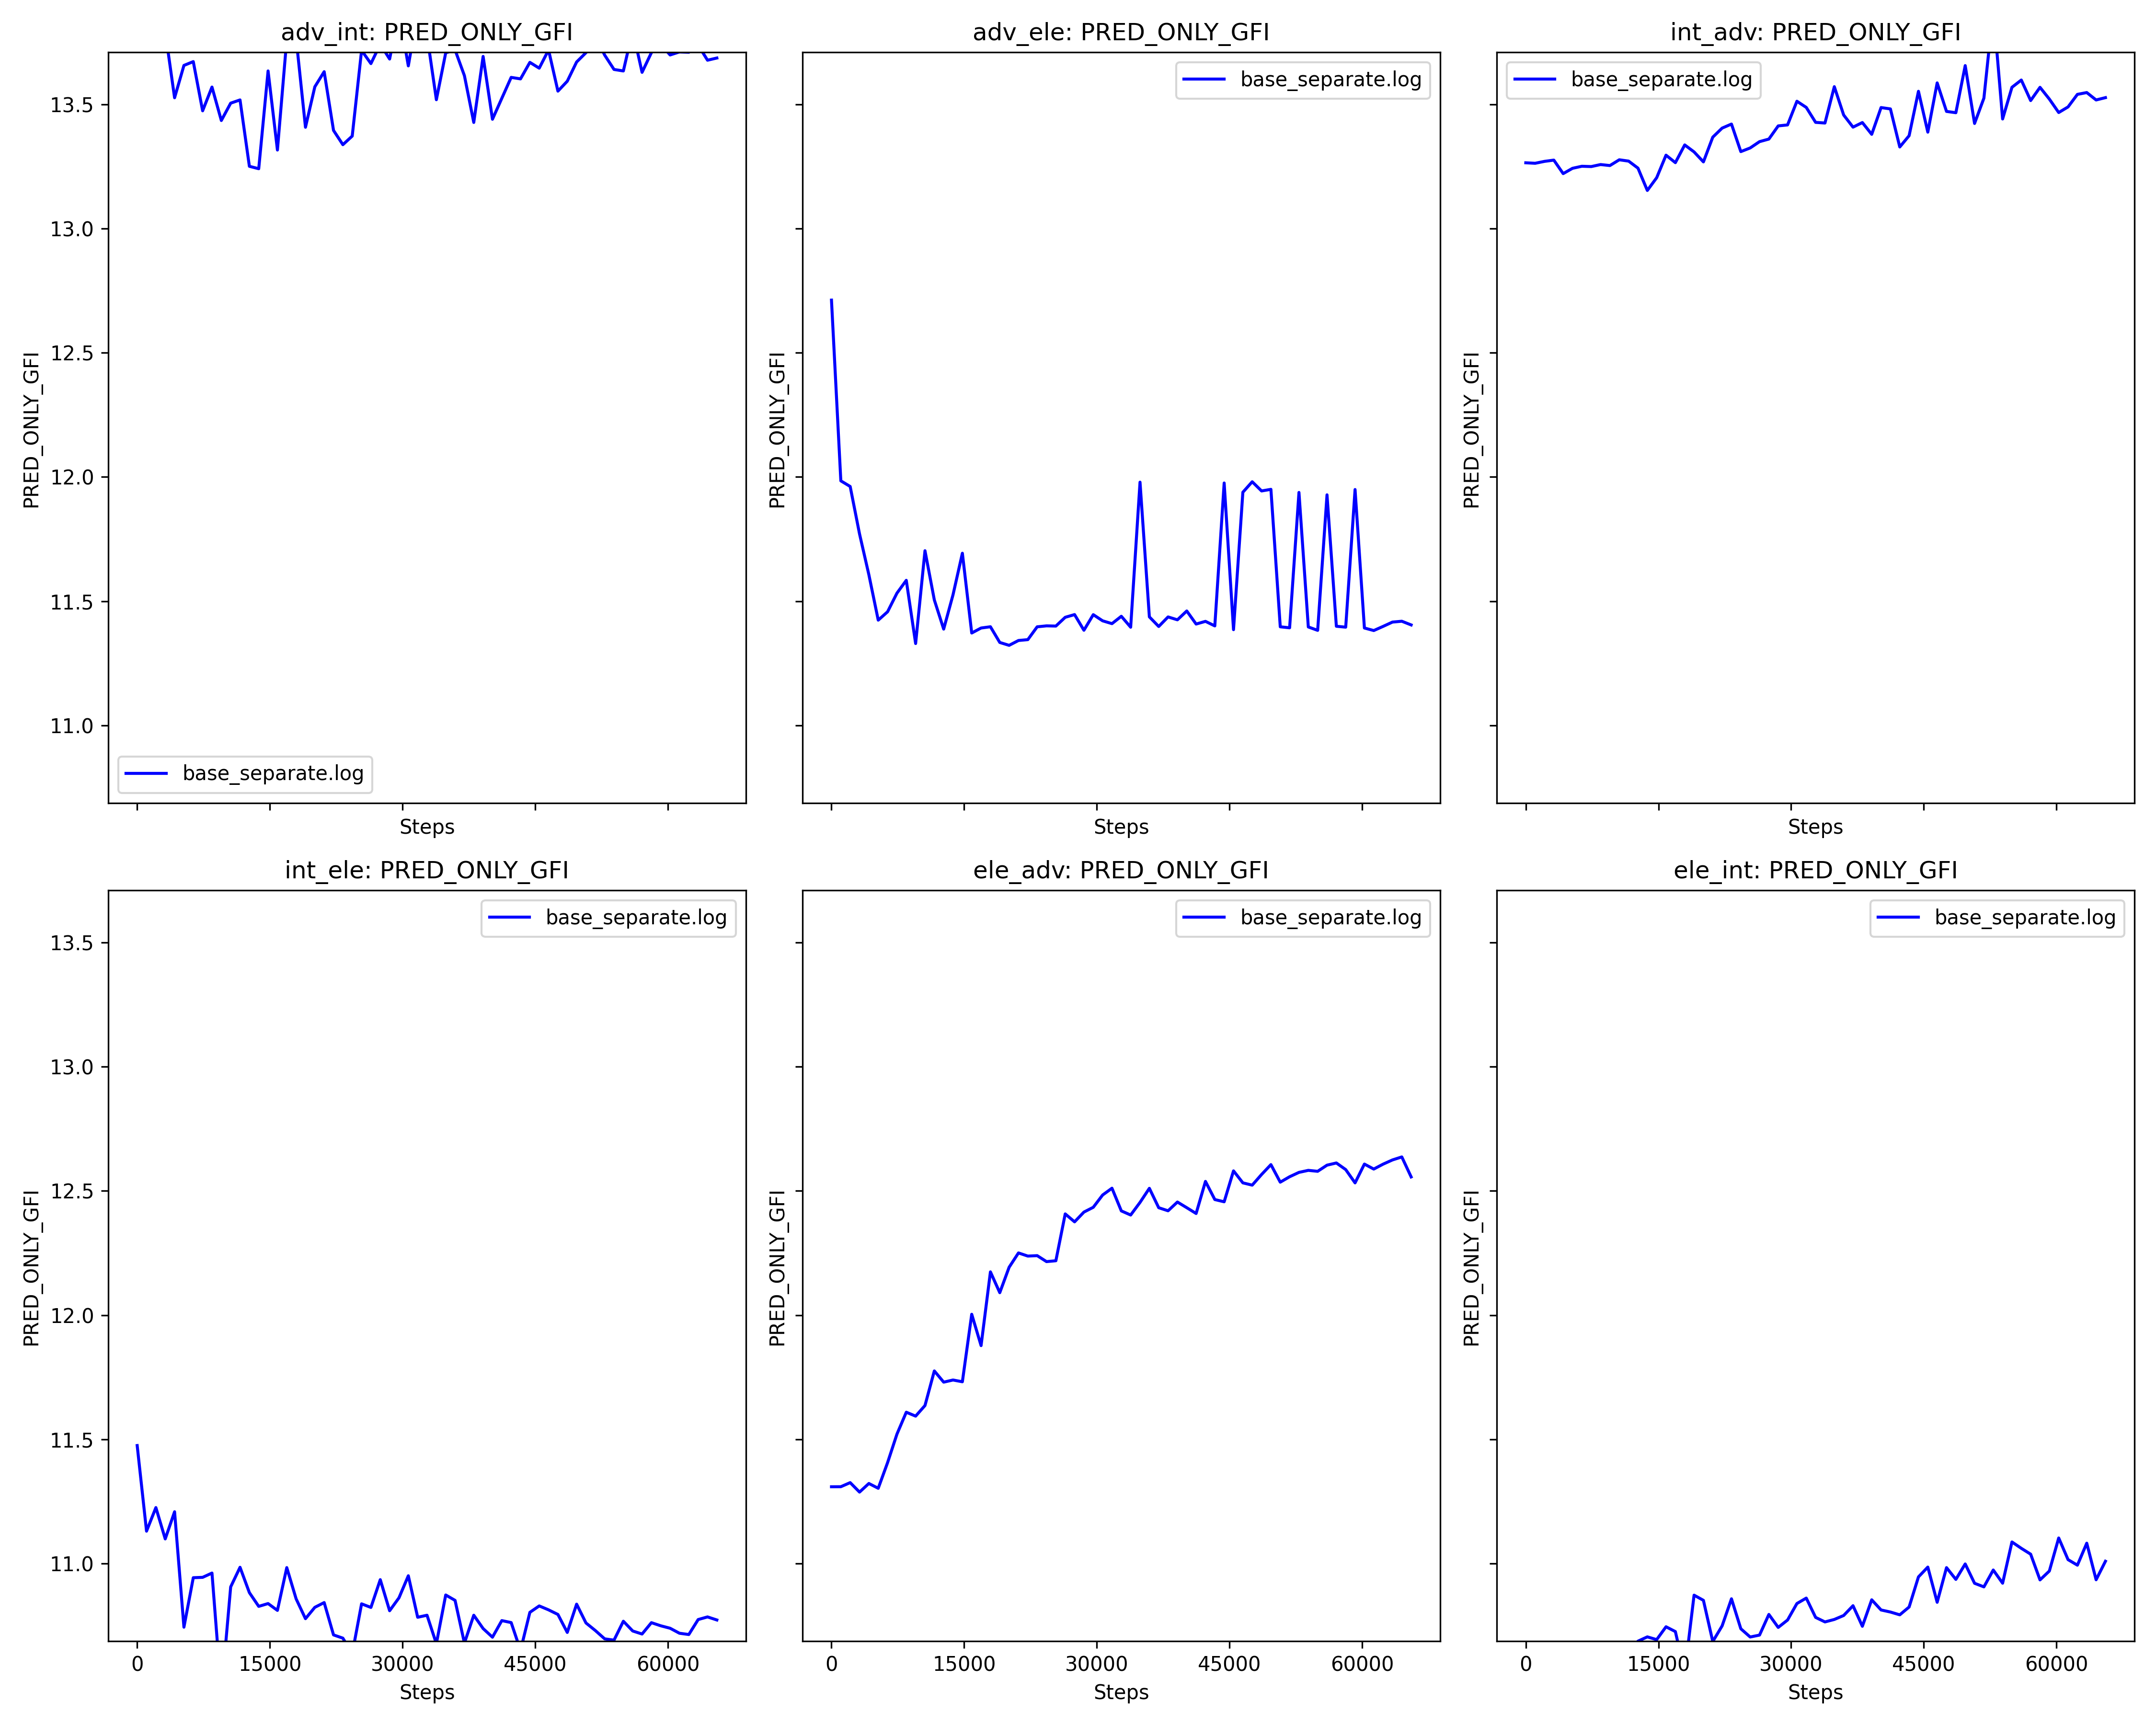 adv_int: PRED_ONLY_GFI
adv_ele: PRED_ONLY_GFI
int_adv: PRED_ONLY_GFI
base_separate.log
base_separate.log
base_separate.log
13.5
13.0
12.5
12.0
11.5
11.0
PRED_ONLY_GFI
PRED_ONLY_GFI
PRED_ONLY_GFI
Steps
Steps
Steps
int_ele: PRED_ONLY_GFI
ele_adv: PRED_ONLY_GFI
ele_int: PRED_ONLY_GFI
base_separate.log
base_separate.log
base_separate.log
13.5
13.0
12.5
12.0
11.5
11.0
PRED_ONLY_GFI
PRED_ONLY_GFI
PRED_ONLY_GFI
0 15000 30000 45000 60000
0 15000 30000 45000 60000
0 15000 30000 45000 60000
Steps
Steps
Steps